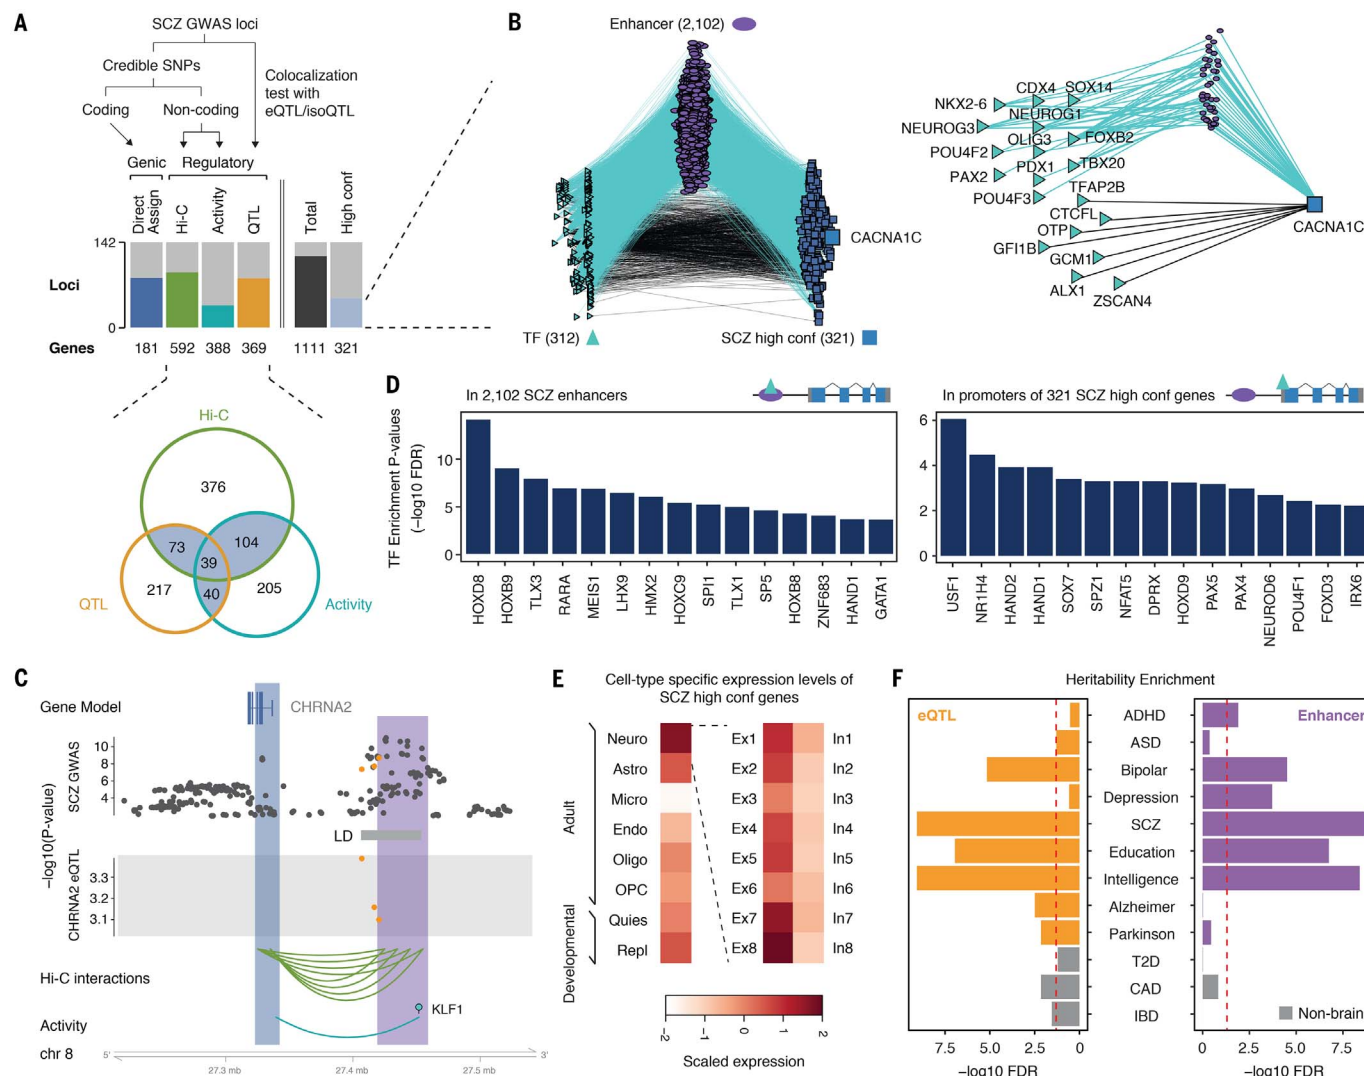 A
SCZ GWAS loci
Credible SNPs
Coding
Non-coding
Colocalization
test with
eQTL/isoQTL
Genic
Regulatory
Direct
Assign
Hi-C
Activity
QTL
Total
High conf
142
Loci
0
Genes
181
592
388
369
1111
321
Hi-C
376
73
104
39
217
40
205
QTL
Activity
B
Enhancer (2,102)
CACNA1C
TF (312)
SCZ high conf (321)
CDX4
SOX14
NKX2-6
NEUROG1
NEUROG3
OLIG3
FOXB2
POU4F2
PDX1
TBX20
PAX2
POU4F3
TFAP2B
CTCFL
OTP
GFI1B
GCM1
ALX1
ZSCAN4
CACNA1C
D
In 2,102 SCZ enhancers
TF Enrichment P-values
(−log10 FDR)
10
5
0
HOXD8
HOXB9
TLX3
RARA
MEIS1
LHX9
HMX2
HOXC9
SPI1
TLX1
SP5
HOXB8
ZNF683
HAND1
GATA1
In promoters of 321 SCZ high conf genes
6
4
2
0
USF1
NR1H4
HAND2
HAND1
SOX7
SPZ1
NFAT5
DPRX
HOXD9
PAX5
PAX4
NEUROD6
POU4F1
FOXD3
IRX6
C
Gene Model
CHRNA2
−log10(P-value)
SCZ GWAS
10
8
6
4
LD
CHRNA2 eQTL
3.3
3.2
3.1
Hi-C interactions
KLF1
Activity
chr 8
5'
3'
27.3 mb
27.4 mb
27.5 mb
E
Cell-type specific expression levels of
SCZ high conf genes
Adult
Developmental
Neuro
Astro
Micro
Endo
Oligo
OPC
Quies
Repl
Ex1
Ex2
Ex3
Ex4
Ex5
Ex6
Ex7
Ex8
In1
In2
In3
In4
In5
In6
In7
In8
−2
−1
0
1
2
Scaled expression
F
Heritability Enrichment
eQTL
Enhancer
ADHD
ASD
Bipolar
Depression
SCZ
Education
Intelligence
Alzheimer
Parkinson
T2D
CAD
IBD
Non-brain
7.5
5.0
2.5
0
0
2.5
5.0
7.5
−log10 FDR
−log10 FDR